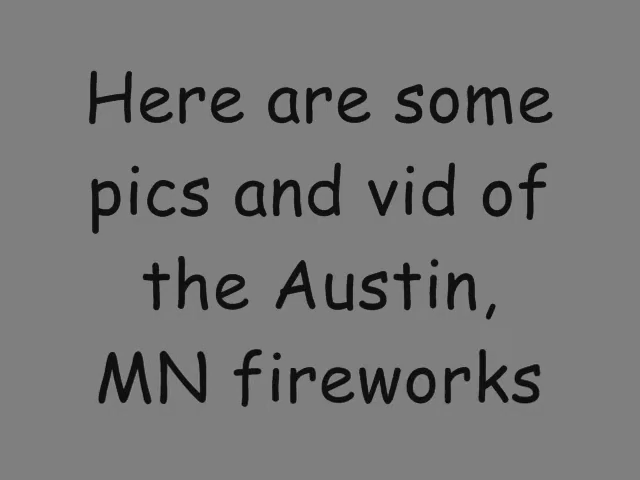 Here are some
pics and vid of
the Austin,
MN fireworks